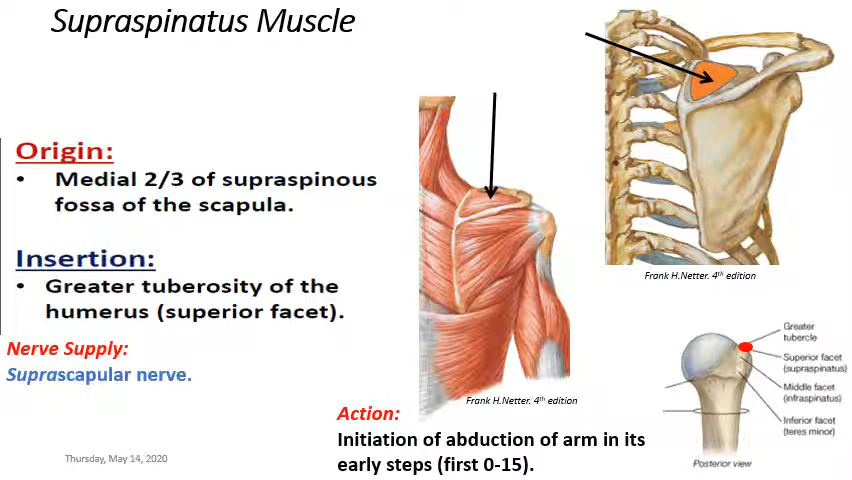 Supraspinatus Muscle
Origin:
• Medial 2/3 of supraspinous
fossa of the scapula.
Insertion:
• Greater tuberosity of the
humerus (superior facet).
Nerve Supply:
Suprascapular nerve.
Frank H.Netter. 4th edition
Frank H.Netter. 4th edition
Action:
Initiation of abduction of arm in its
early steps (first 0-15).
Greater
tubercle
Superior facet
(supraspinatus)
Middle facet
(infraspinatus)
Inferior facet
(teres minor)
Posterior view
Thursday, May 14, 2020